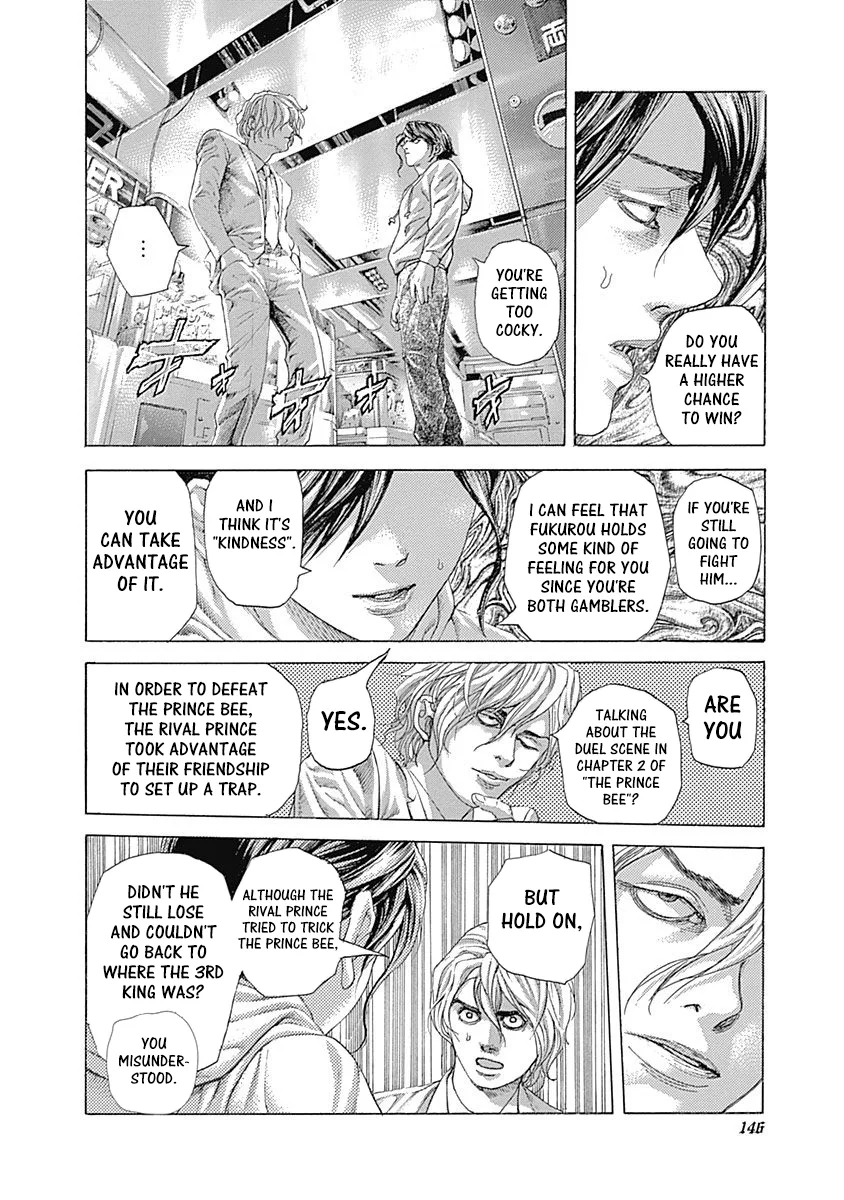 DO YOU
REALLY HAVE
A HIGHER
CHANCE
TO WIN?
両
YOU'RE
GETTING
TOO
COCKY.
ER
...
IF YOU'RE
STILL
GOING TO
FIGHT
HIM...
I CAN FEEL THAT
FUKUROU HOLDS
SOME KIND OF
FEELING FOR YOU
SINCE YOU'RE
BOTH GAMBLERS.
AND I
THINK IT'S
"KINDNESS".
YOU
CAN TAKE
ADVANTAGE
OF IT.
ARE
YOU
TALKING
ABOUT THE
DUEL SCENE IN
CHAPTER 2 OF
"THE PRINCE
BEE"?
YES.
IN ORDER TO DEFEAT
THE PRINCE BEE,
THE RIVAL PRINCE
TOOK ADVANTAGE
OF THEIR FRIENDSHIP
TO SET UP A TRAP.
BUT
HOLD ON,
ALTHOUGH THE
RIVAL PRINCE
TRIED TO TRICK
THE PRINCE BEE,
DIDN'T HE
STILL LOSE
AND COULDN'T
GO BACK TO
WHERE THE 3RD
KING WAS?
YOU
MISUNDER-
STOOD.
146